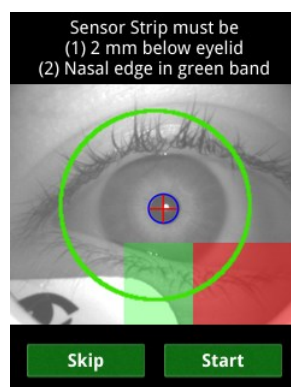 Sensor Strip must be
(1) 2 mm below eyelid
(2) Nasal edge in green band
Skip
Start